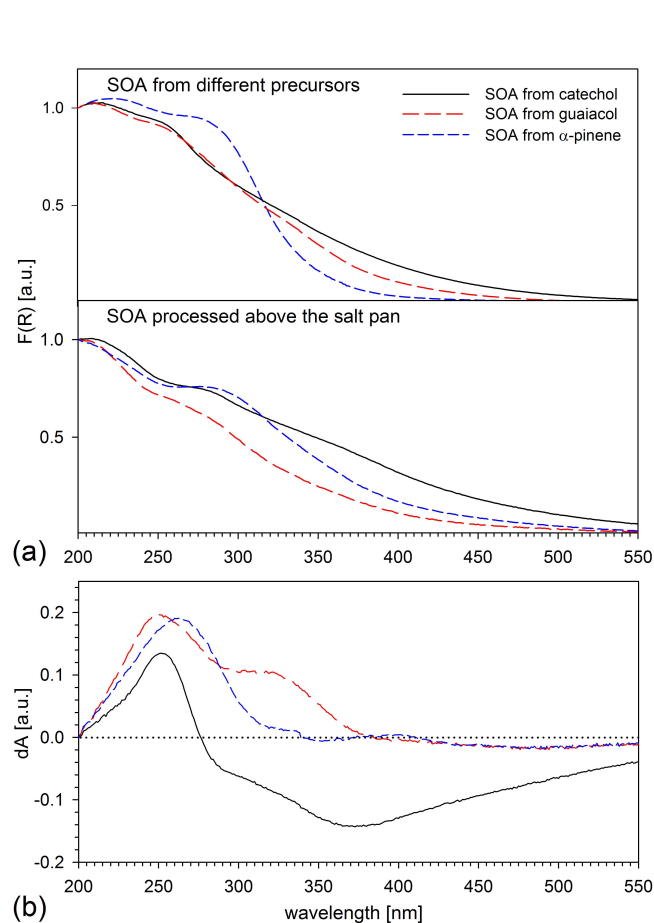 SOA from different precursors
SOA from catechol
SOA from guaiacol
SOA from α-pinene
1.0
0.5
F(R) [a.u.]
SOA processed above the salt pan
1.0
0.5
(a)
200 250 300 350 400 450 500 550
0.2
0.1
0.0
-0.1
-0.2
dA [a.u.]
200 250 300 350 400 450 500 550
(b)
wavelength [nm]